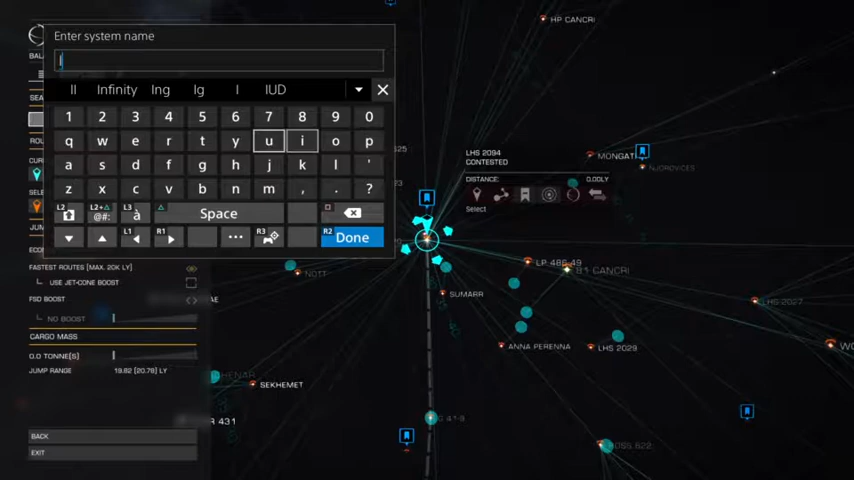 Enter system name
Il Infinity Ing Ig I IUD
1 2 3 4 5 6 7 8 9 0
q w e r t y u i o p
a s d f g h j k l '
z x c v b n m , . ?
L2 L2+△ @#: L3 à △ Space □
L1 R1 ... R3 R2 Done
FASTEST ROUTES [MAX. 20K LY]
USE JET-CONE BOOST
FSD BOOST
NO BOOST
CARGO MASS
0.0 TONNE(S)
JUMP RANGE 19.82 [20.78] LY
BACK
EXIT
HP CANCRI
LHS 2094
CONTESTED
DISTANCE: 0.00LY
Select
NJOROVICES
NOTT
LP 486-49
81 CANCRI
SUMARR
LHS 2027
ANNA PERENNA
LHS 2029
SEKHEMET
R 431
ROSS 622